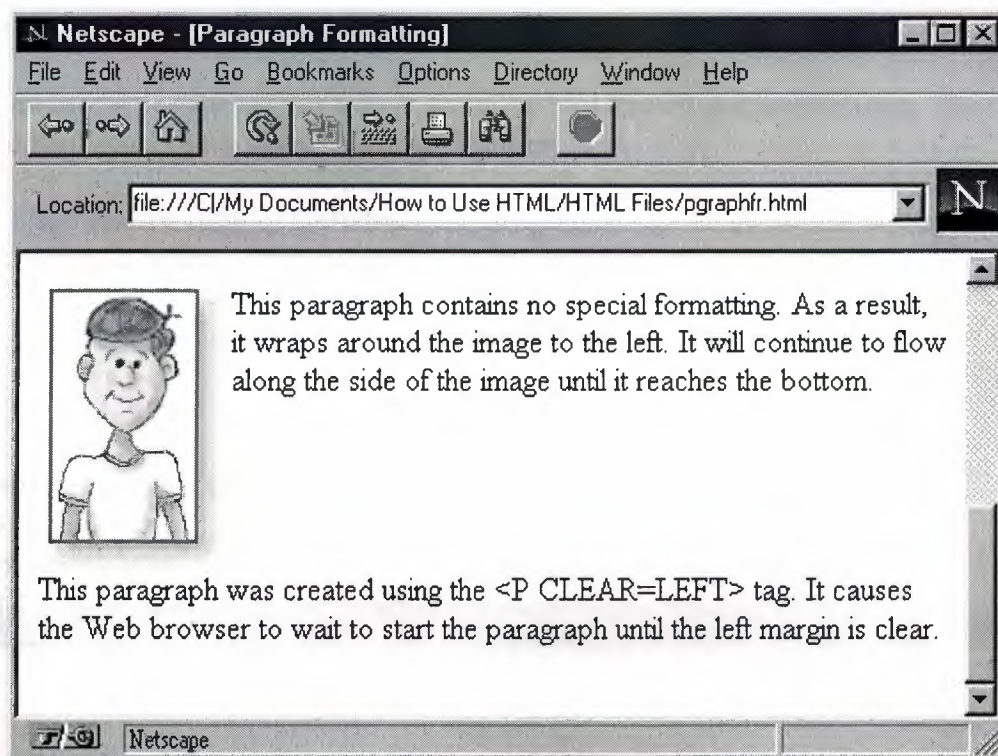 N Netscape - [Paragraph Formatting]
File Edit View Go Bookmarks Options Directory Window Help
Location: file:///C|/My Documents/How to Use HTML/HTML Files/pgraphfr.html
N
This paragraph contains no special formatting. As a result,
it wraps around the image to the left. It will continue to flow
along the side of the image until it reaches the bottom.
This paragraph was created using the <P CLEAR=LEFT> tag. It causes
the Web browser to wait to start the paragraph until the left margin is clear.
Netscape